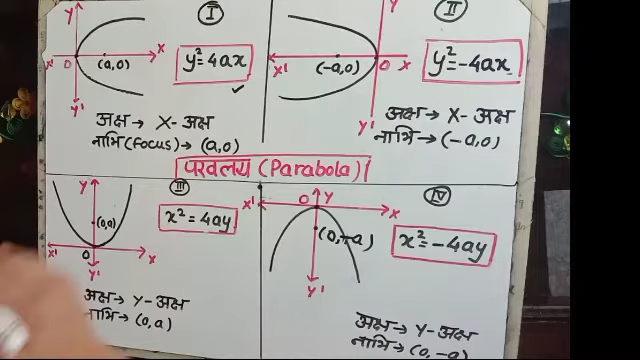 I
Y
X' O (a,0) X
Y'
y²=4ax
अक्ष → X-अक्ष
नाभि (focus) → (a,0)
II
Y
X' (-a,0) O X
Y'
y²=-4ax
अक्ष → X-अक्ष
नाभि → (-a,0)
परवलय (Parabola)
III
(0,a)
X' O X
Y'
x²=4ay
अक्ष → Y-अक्ष
नाभि → (0,a)
IV
X' O Y X
(0,-a)
Y'
x²=-4ay
अक्ष → Y-अक्ष
नाभि → (0,-a)